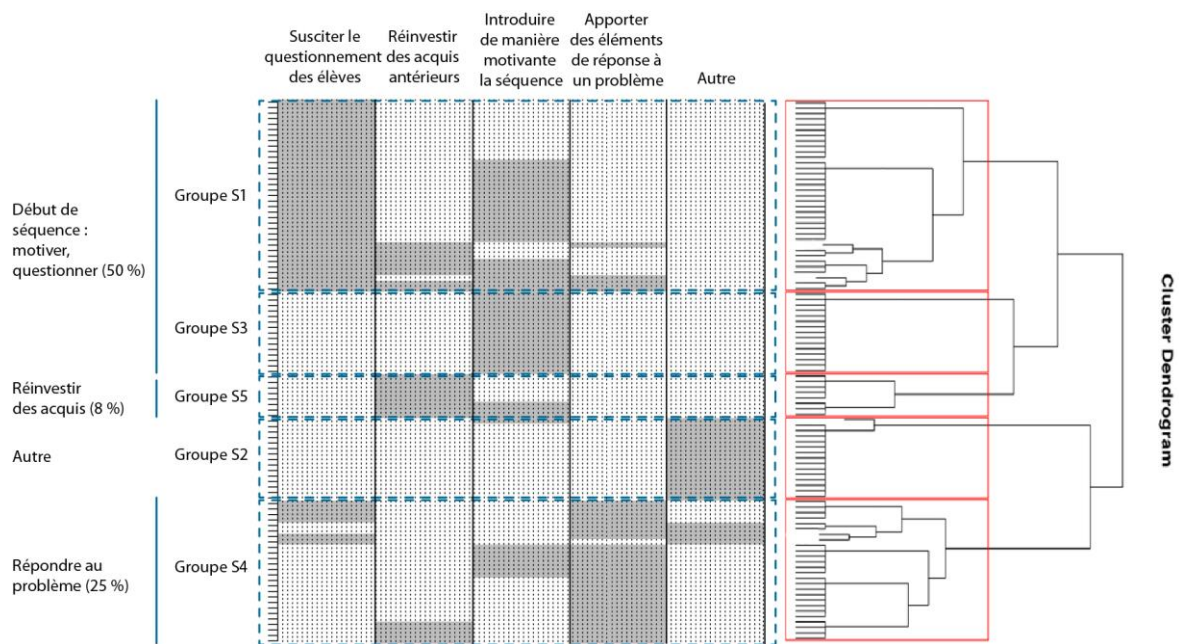 Susciter le
questionnement
des élèves
Réinvestir
des acquis
antérieurs
Introduire
de manière
motivante
la séquence
Apporter
des éléments
de réponse à
un problème
Autre
Début de
séquence :
motiver,
questionner (50 %)
Groupe S1
Groupe S3
Réinvestir
des acquis (8 %)
Groupe S5
Autre
Groupe S2
Répondre au
problème (25 %)
Groupe S4
Cluster Dendrogram